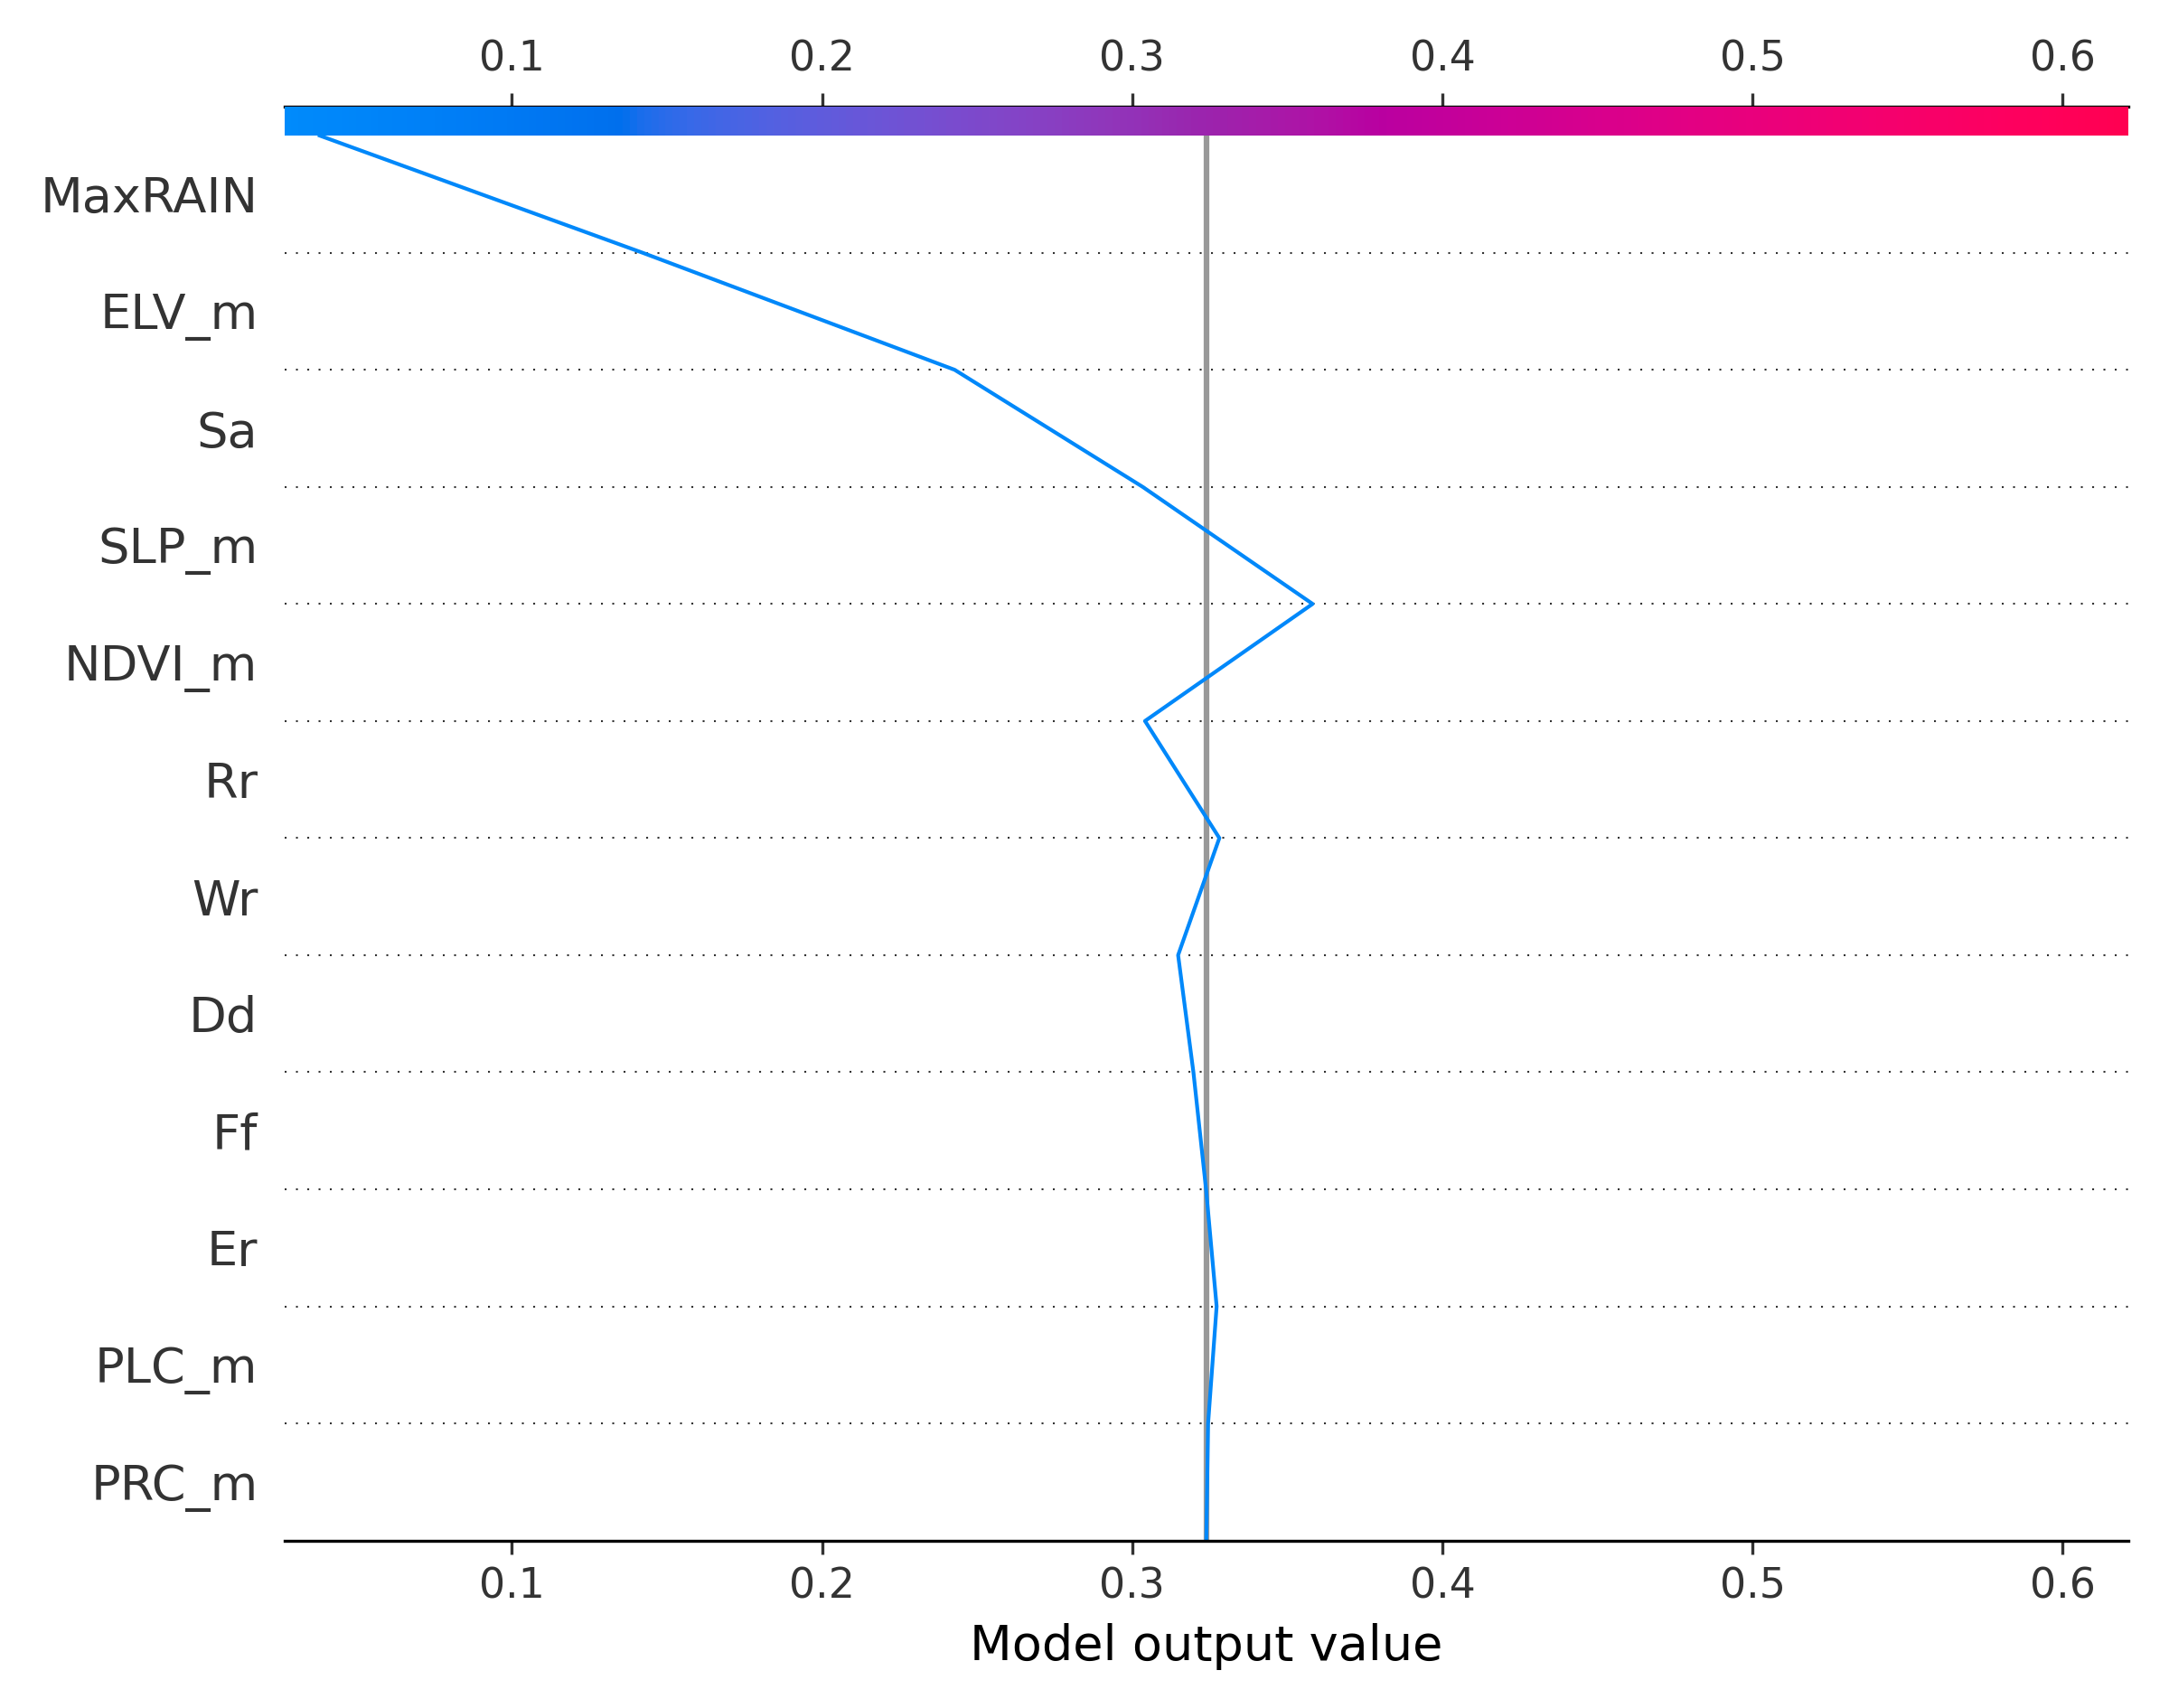 0.1 0.2 0.3 0.4 0.5 0.6
MaxRAIN
ELV_m
Sa
SLP_m
NDVI_m
Rr
Wr
Dd
Ff
Er
PLC_m
PRC_m
0.1 0.2 0.3 0.4 0.5 0.6
Model output value